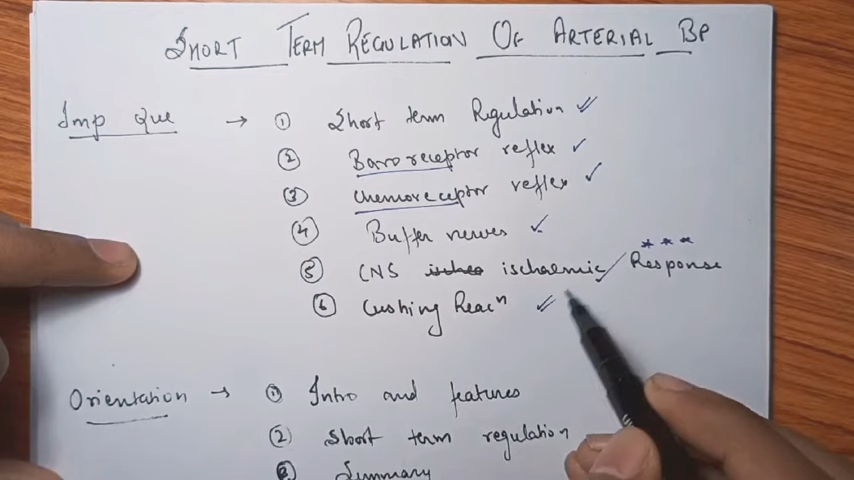 SHORT TERM REGULATION OF ARTERIAL BP
Imp Que → ① Short term Regulation ✓
② Baroreceptor reflex ✓
③ Chemoreceptor reflex ✓
④ Buffer nerves ✓
⑤ CNS ischaemic ✓ Response ***
⑥ Cushing Reacⁿ ✓
Orientation → ① Intro and features
② Short term regulation
③ Summary